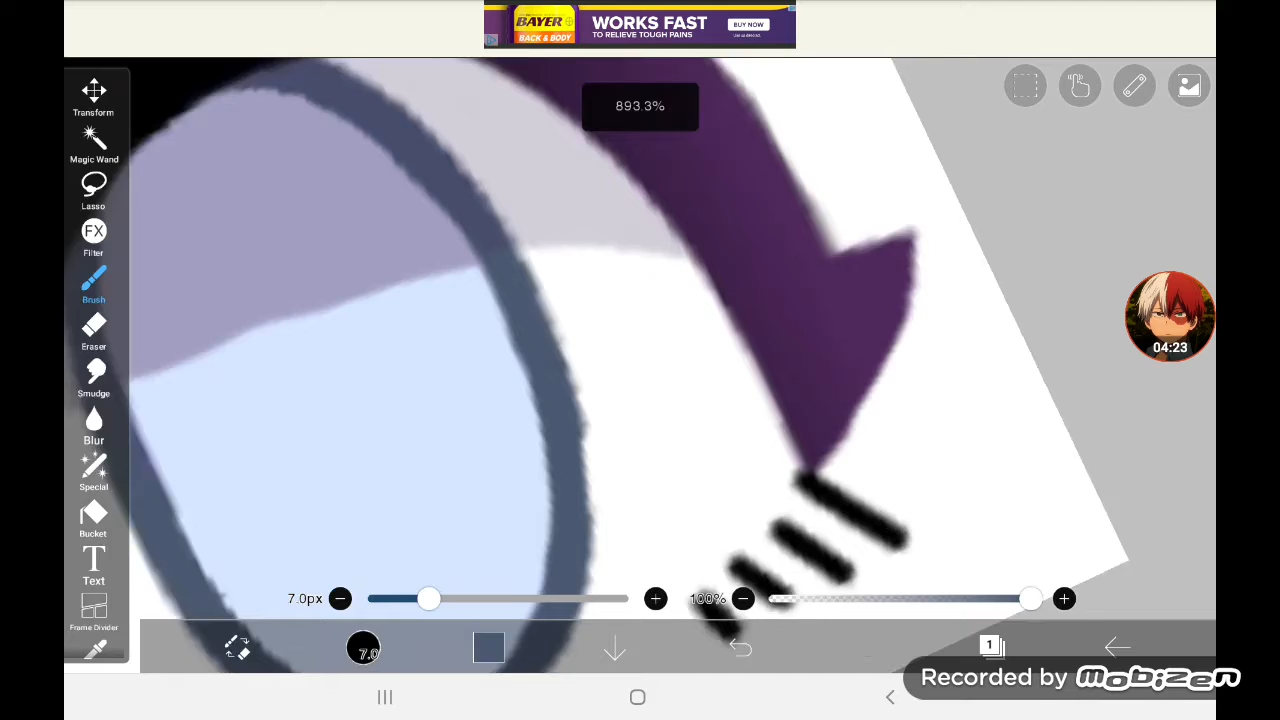 BAYER
BACK & BODY
WORKS FAST
TO RELIEVE TOUGH PAINS
BUY NOW
893.3%
Transform
Magic Wand
Lasso
FX
Filter
Brush
Eraser
Smudge
Blur
Special
Bucket
T
Text
Frame Divider
04:23
7.0px
100%
7.0
1
Recorded by mobizen